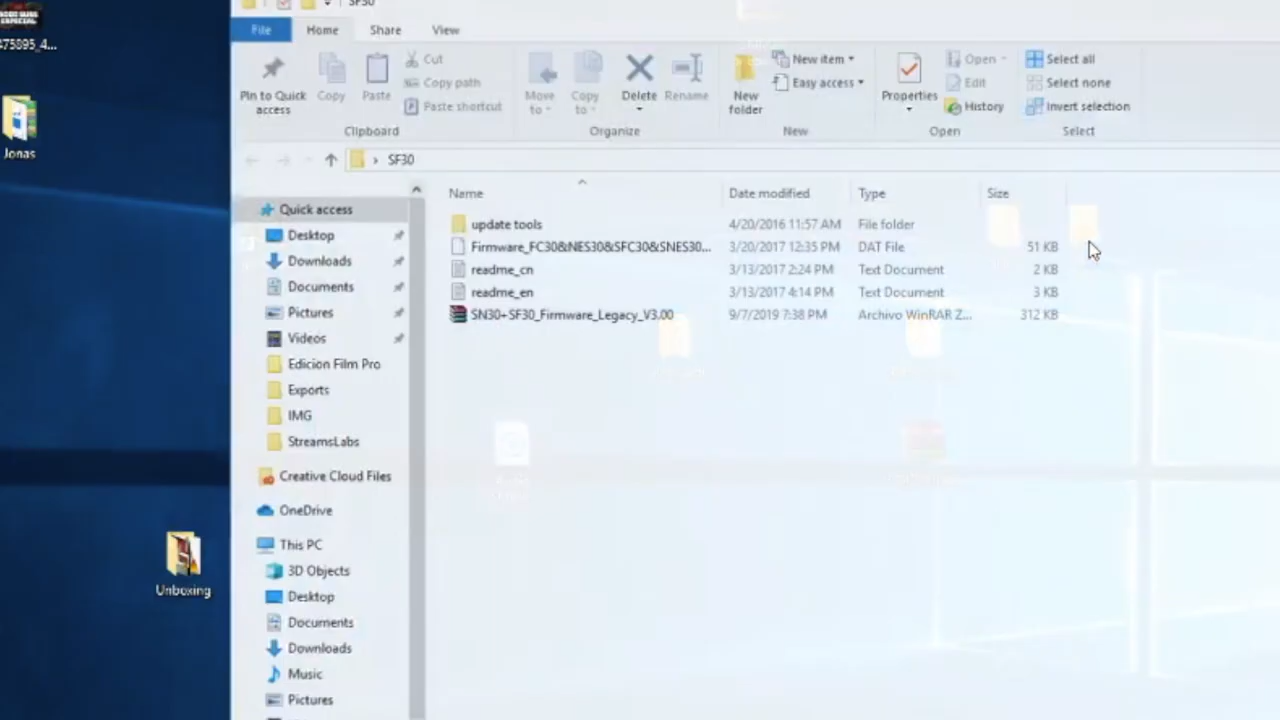 SF30
ESPECIAL
475895_4...
File
Home
Share
View
Pin to Quick access
Copy
Paste
Cut
Copy path
Paste shortcut
Move to
Copy to
Delete
Rename
New folder
New item
Easy access
Properties
Open
Edit
History
Select all
Select none
Invert selection
Clipboard
Organize
New
Open
Select
Jonas
SF30
Name
Date modified
Type
Size
update tools
4/20/2016 11:57 AM
File folder
Firmware_FC30&NES30&SFC30&SNES30...
3/20/2017 12:35 PM
DAT File
51 KB
readme_cn
3/13/2017 2:24 PM
Text Document
2 KB
readme_en
3/13/2017 4:14 PM
Text Document
3 KB
SN30+SF30_Firmware_Legacy_V3.00
9/7/2019 7:38 PM
Archivo WinRAR Z...
312 KB
Quick access
Desktop
Downloads
Documents
Pictures
Videos
Edicion Film Pro
Exports
IMG
StreamsLabs
Creative Cloud Files
OneDrive
This PC
3D Objects
Desktop
Documents
Downloads
Music
Pictures
Unboxing